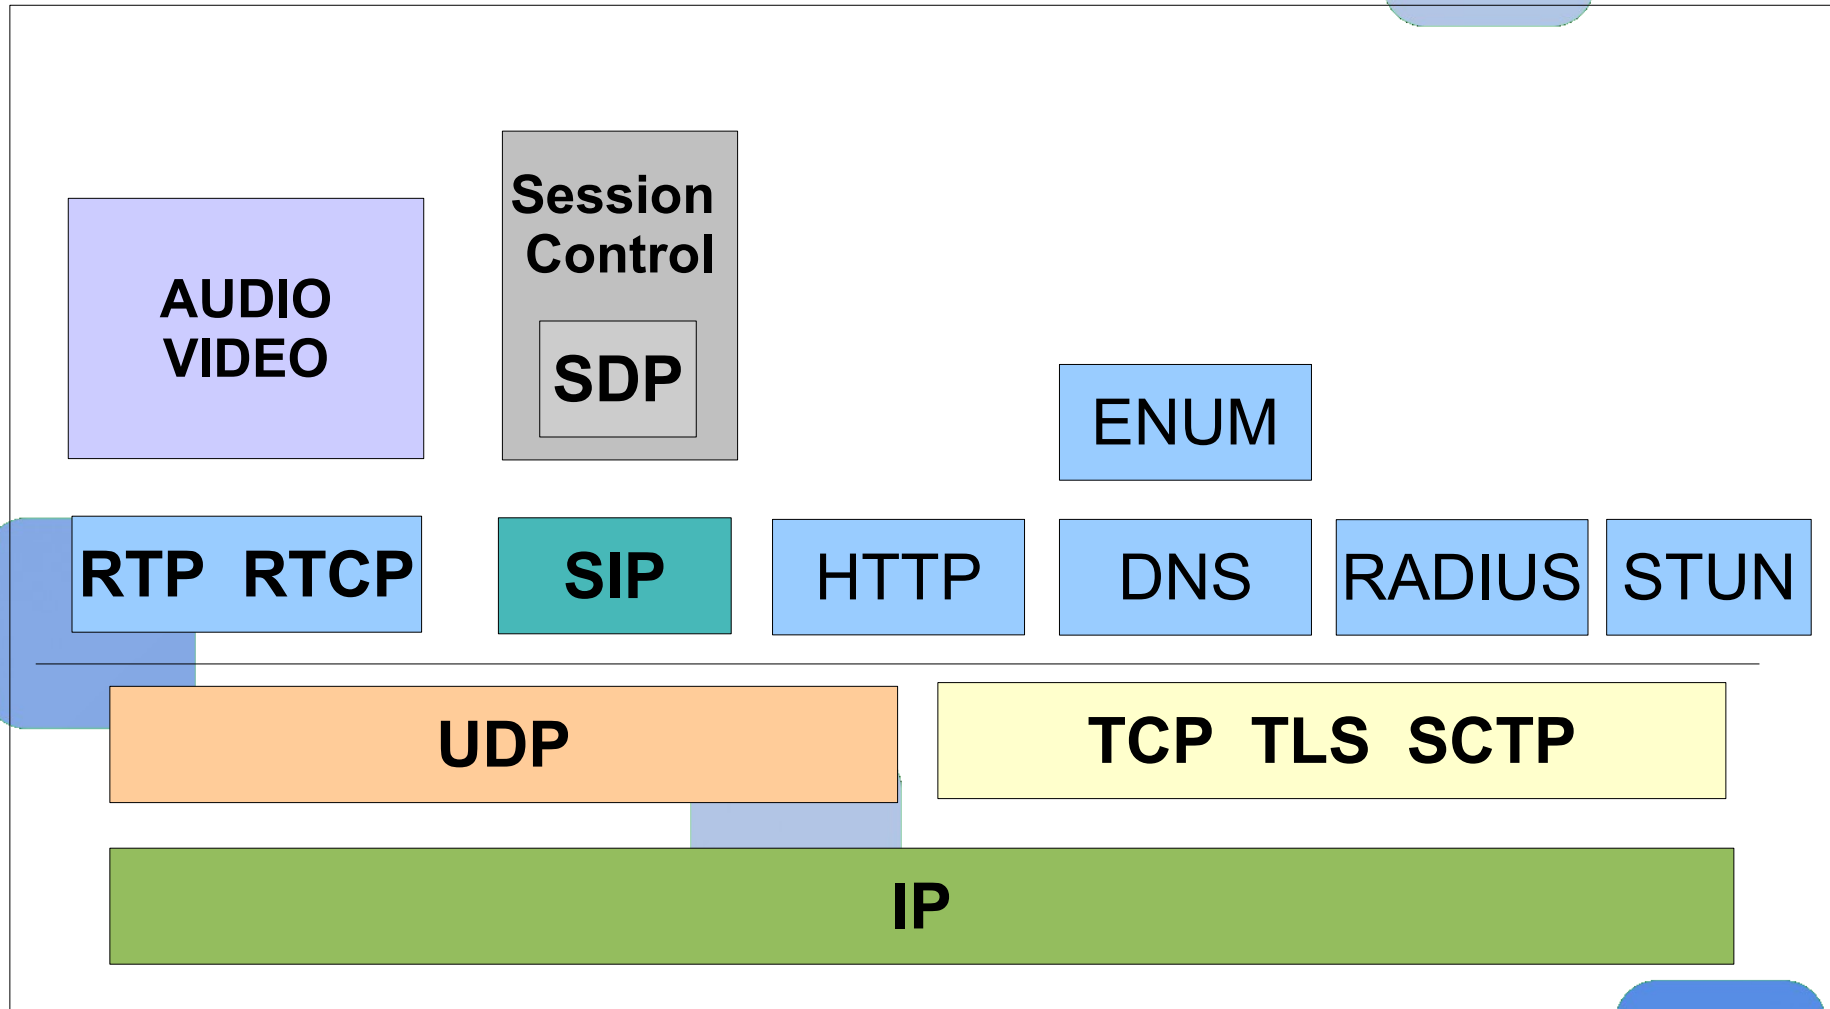 Session
Control
AUDIO
VIDEO
SDP
ENUM
RTP RTCP
SIP
HTTP
DNS
RADIUS
STUN
UDP
TCP TLS SCTP
IP